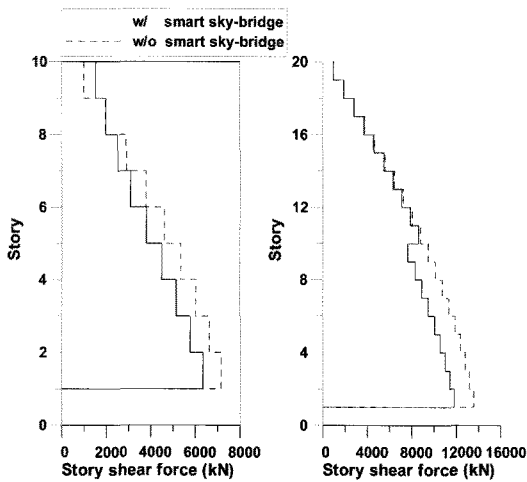 w/ smart sky-bridge
w/o smart sky-bridge
10
8
6
4
2
0
Story
0 2000 4000 6000 8000
Story shear force (kN)
20
16
12
8
4
0
Story
0 4000 8000 12000 16000
Story shear force (kN)